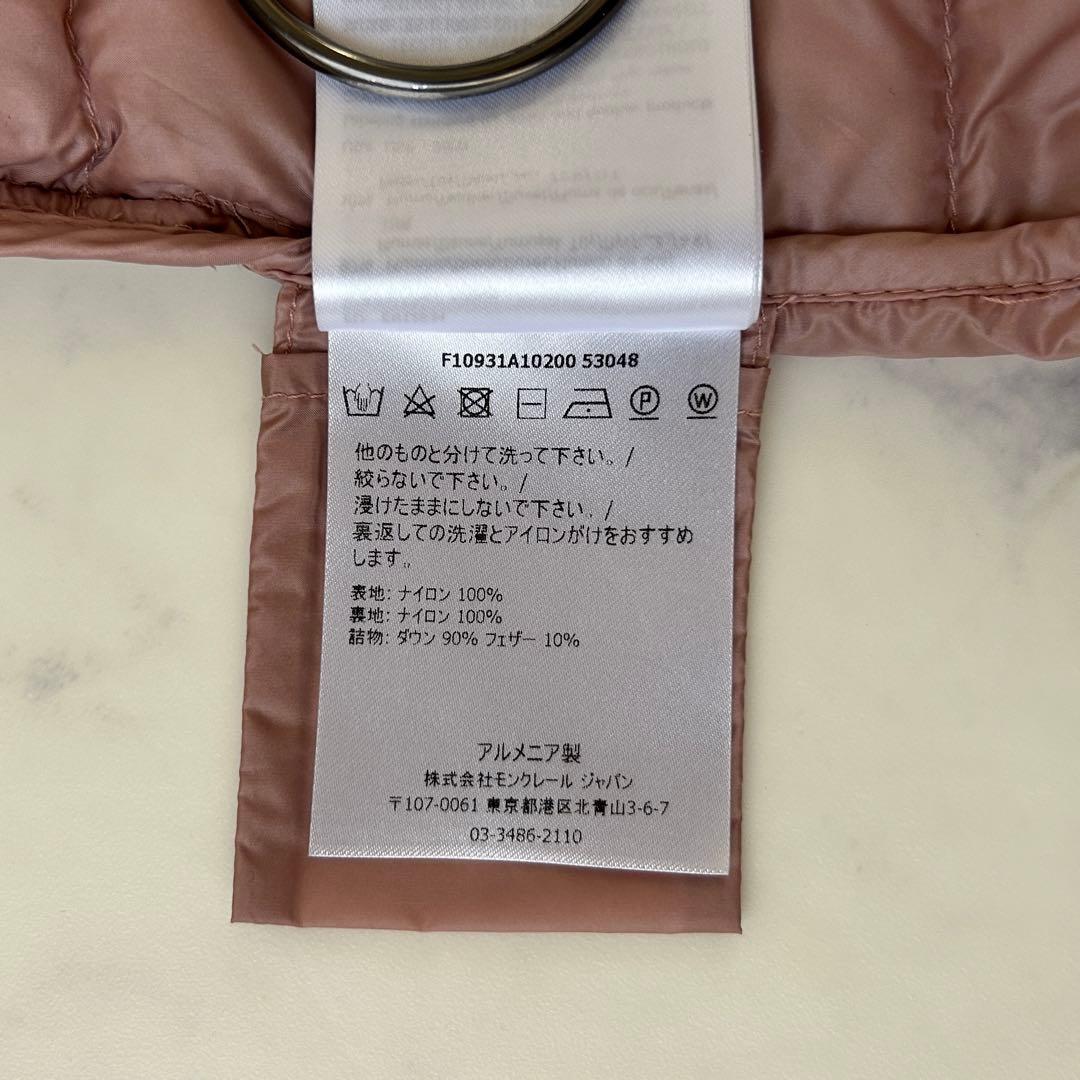 F10931A10200 53048
P W
他のものと分けて洗って下さい。/
絞らないで下さい。/
浸けたままにしないで下さい。/
裏返しての洗濯とアイロンがけをおすすめ
します。
表地: ナイロン 100%
裏地: ナイロン 100%
詰物: ダウン 90% フェザー 10%
アルメニア製
株式会社モンクレール ジャパン
〒107-0061 東京都港区北青山3-6-7
03-3486-2110